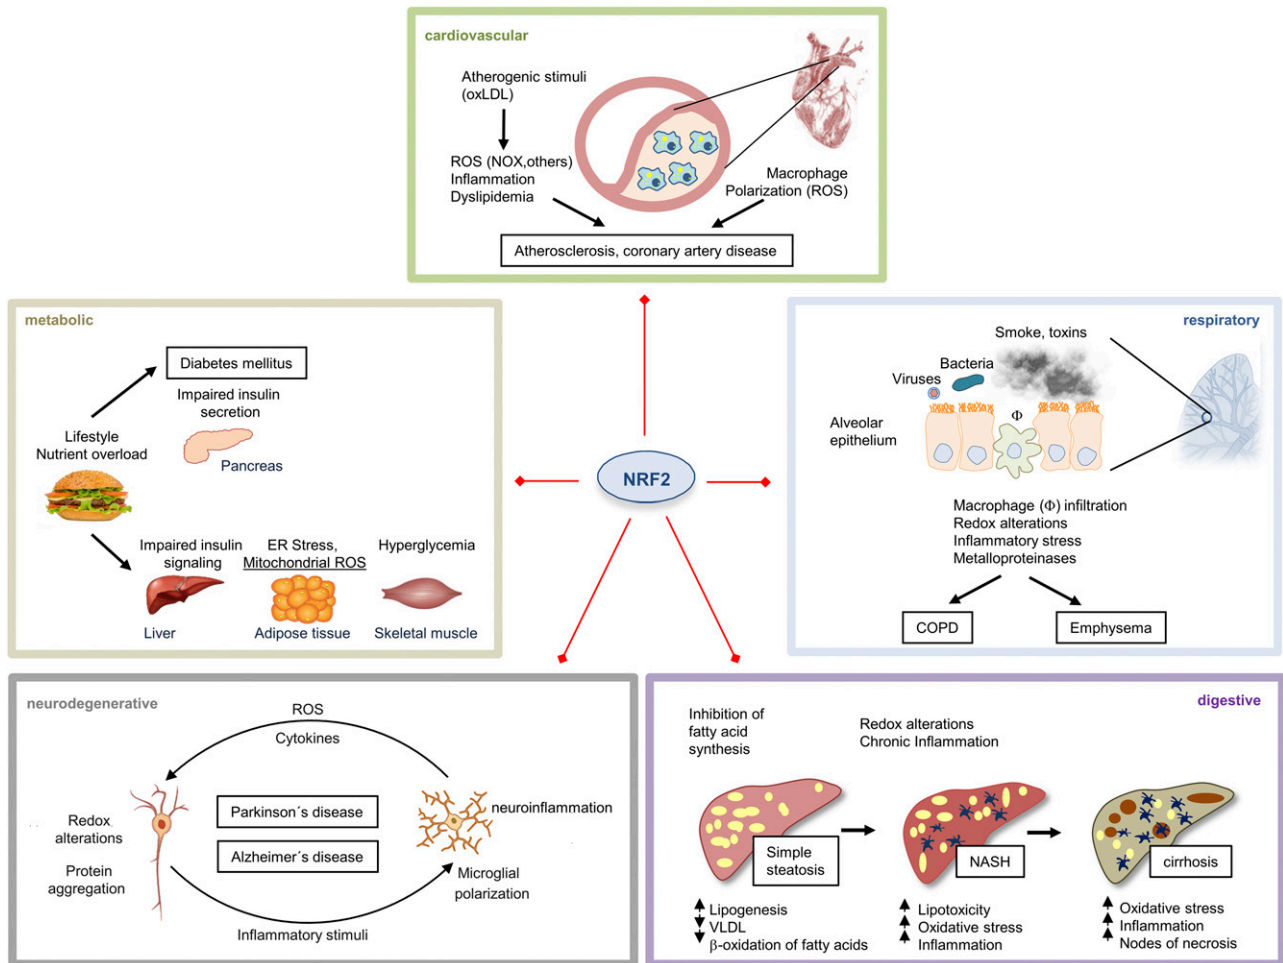 cardiovascular
Atherogenic stimuli
(oxLDL)
ROS (NOX,others)
Inflammation
Dyslipidemia
Macrophage
Polarization (ROS)
Atherosclerosis, coronary artery disease
metabolic
Diabetes mellitus
Impaired insulin
secretion
Pancreas
Lifestyle
Nutrient overload
Impaired insulin
signaling
Liver
ER Stress,
Mitochondrial ROS
Adipose tissue
Hyperglycemia
Skeletal muscle
NRF2
respiratory
Smoke, toxins
Bacteria
Viruses
Φ
Alveolar
epithelium
Macrophage (Φ) infiltration
Redox alterations
Inflammatory stress
Metalloproteinases
COPD
Emphysema
neurodegenerative
ROS
Cytokines
Redox
alterations
Protein
aggregation
Parkinson´s disease
Alzheimer´s disease
neuroinflammation
Microglial
polarization
Inflammatory stimuli
digestive
Inhibition of
fatty acid
synthesis
Redox alterations
Chronic Inflammation
Simple
steatosis
NASH
cirrhosis
Lipogenesis
VLDL
β-oxidation of fatty acids
Lipotoxicity
Oxidative stress
Inflammation
Oxidative stress
Inflammation
Nodes of necrosis